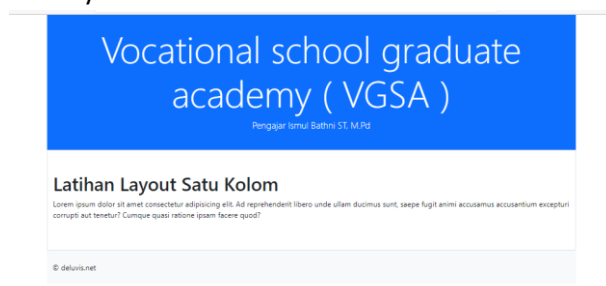 Vocational school graduate
academy ( VGSA )
Pengajar Ismul Bathni ST, M.Pd
Latihan Layout Satu Kolom
Lorem ipsum dolor sit amet consectetur adipisicing elit. Ad reprehenderit libero unde ullam ducimus sunt, saepe fugit animi accusamus accusantium excepturi
corrupti aut tenetur? Cumque quasi ratione ipsam facere quod?
© deluvis.net